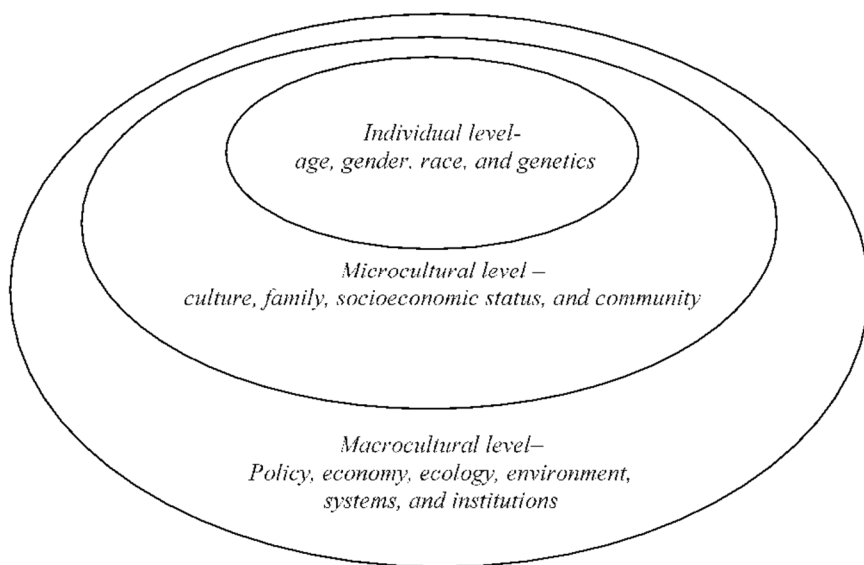 Individual level-
age, gender, race, and genetics
Microcultural level –
culture, family, socioeconomic status, and community
Macrocultural level–
Policy, economy, ecology, environment,
systems, and institutions